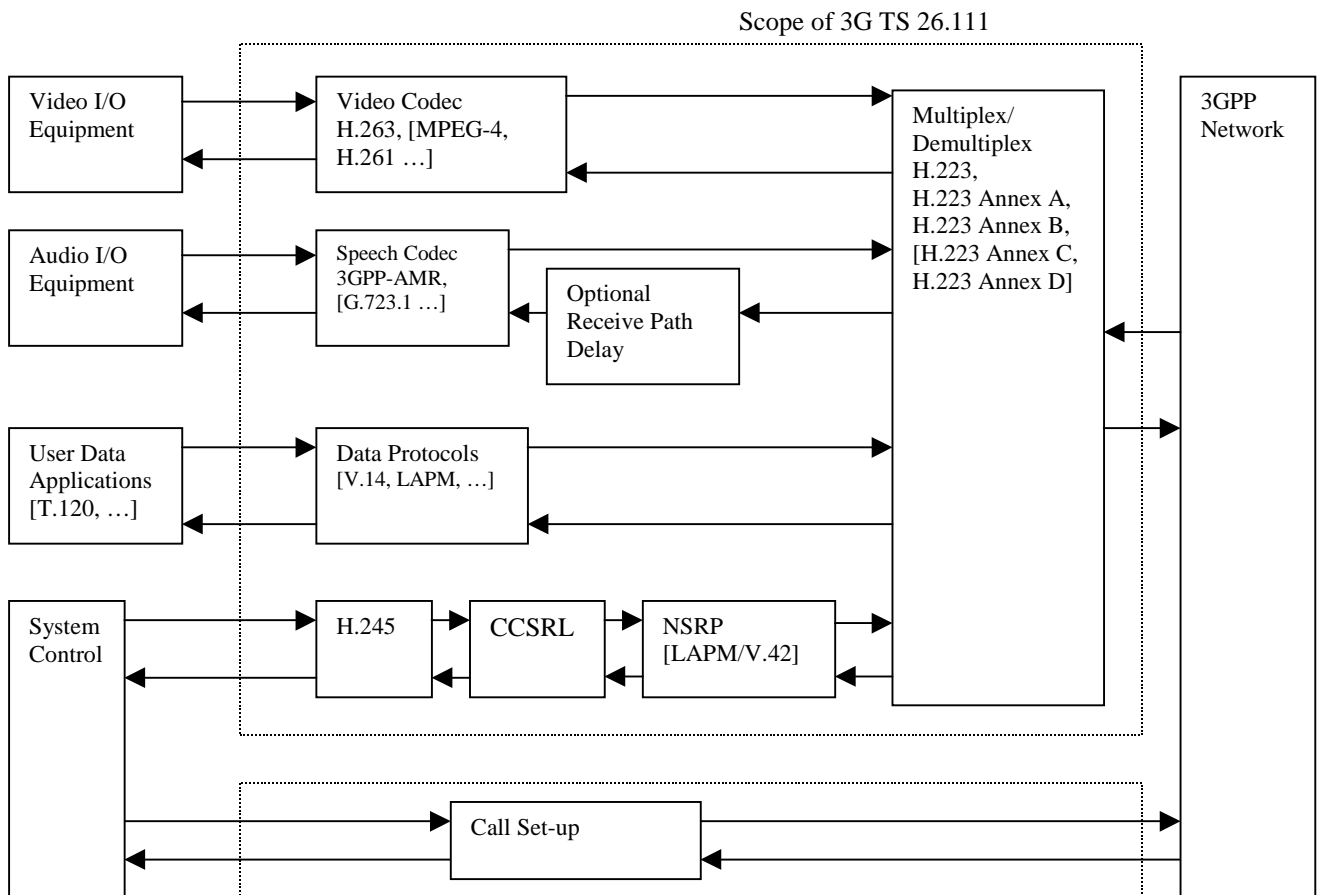 Scope of 3G TS 26.111
Video I/O
Equipment
Video Codec
H.263, [MPEG-4,
H.261 …]
Multiplex/
Demultiplex
H.223,
H.223 Annex A,
H.223 Annex B,
[H.223 Annex C,
H.223 Annex D]
3GPP
Network
Audio I/O
Equipment
Speech Codec
3GPP-AMR,
[G.723.1 …]
Optional
Receive Path
Delay
User Data
Applications
[T.120, …]
Data Protocols
[V.14, LAPM, …]
System
Control
H.245
CCSRL
NSRP
[LAPM/V.42]
Call Set-up